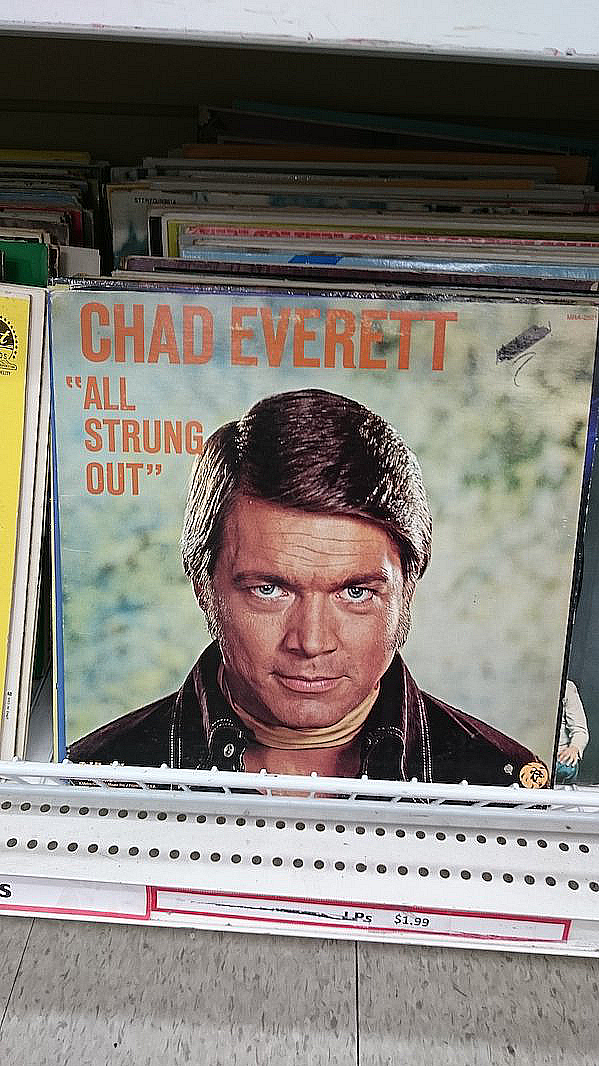 CHAD EVERETT
"ALL
STRUNG
OUT"
LPs $1.99
S